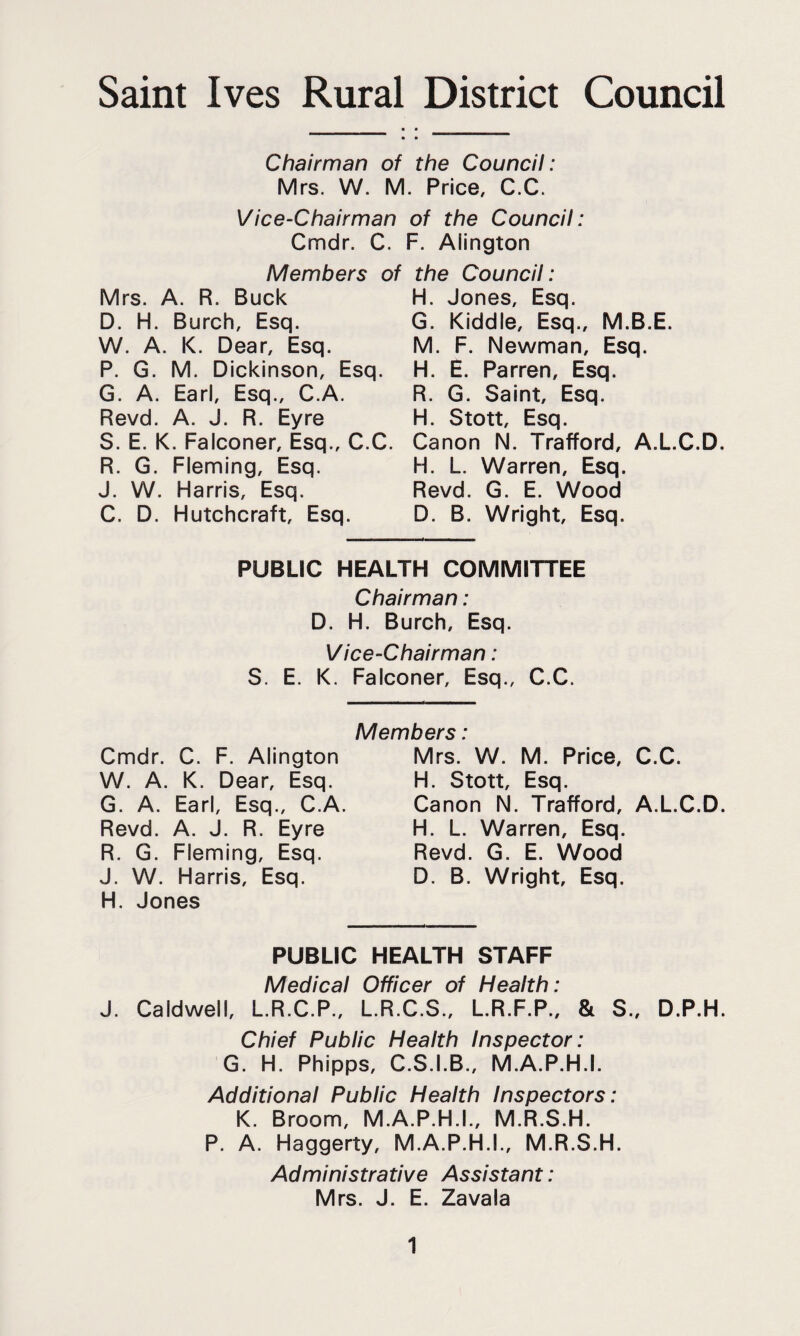 Saint Ives Rural District Council
Chairman of the Council:
Mrs. W. M. Price, C.C.
Vice-Chairman of the Council:
Cmdr. C. F. Alington
Members of the Council:
Mrs. A. R. Buck
D. H. Burch, Esq.
W. A. K. Dear, Esq.
P. G. M. Dickinson, Esq.
G. A. Earl, Esq., C.A.
Revd. A. J. R. Eyre
S. E. K. Falconer, Esq., C.C.
R. G. Fleming, Esq.
J. W. Harris, Esq.
C. D. Hutchcraft, Esq.
H. Jones, Esq.
G. Kiddle, Esq., M.B.E.
M. F. Newman, Esq.
H. E. Parren, Esq.
R. G. Saint, Esq.
H. Stott, Esq.
Canon N. Trafford, A.L.C.D.
H. L. Warren, Esq.
Revd. G. E. Wood
D. B. Wright, Esq.
PUBLIC HEALTH COMMITTEE
Chairman:
D. H. Burch, Esq.
Vice-Chairman:
S. E. K. Falconer, Esq., C.C.
Members:
Cmdr. C. F. Alington
W. A. K. Dear, Esq.
G. A. Earl, Esq., C.A.
Revd. A. J. R. Eyre
R. G. Fleming, Esq.
J. W. Harris, Esq.
H. Jones
Mrs. W. M. Price, C.C.
H. Stott, Esq.
Canon N. Trafford, A.L.C.D.
H. L. Warren, Esq.
Revd. G. E. Wood
D. B. Wright, Esq.
PUBLIC HEALTH STAFF
Medical Officer of Health:
J. Caldwell, L.R.C.P., L.R.C.S., L.R.F.P., & S., D.P.H.
Chief Public Health Inspector:
G. H. Phipps, C.S.I.B., M.A.P.H.I.
Additional Public Health Inspectors:
K. Broom, M.A.P.H.I., M.R.S.H.
P. A. Haggerty, M.A.P.H.I., M.R.S.H.
Administrative Assistant:
Mrs. J. E. Zavala
1